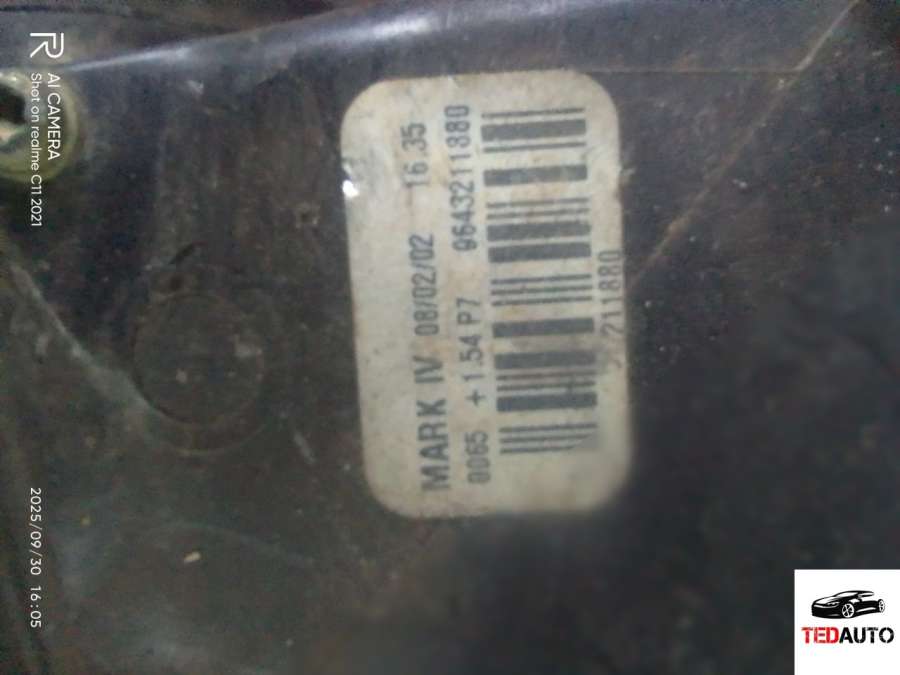 MARK IV 08/02/02 16.35
0065 +1.54 P7 9643211880
211880
AI CAMERA
Shot on realme C11 2021
2025/09/30 16:05
TEDAUTO